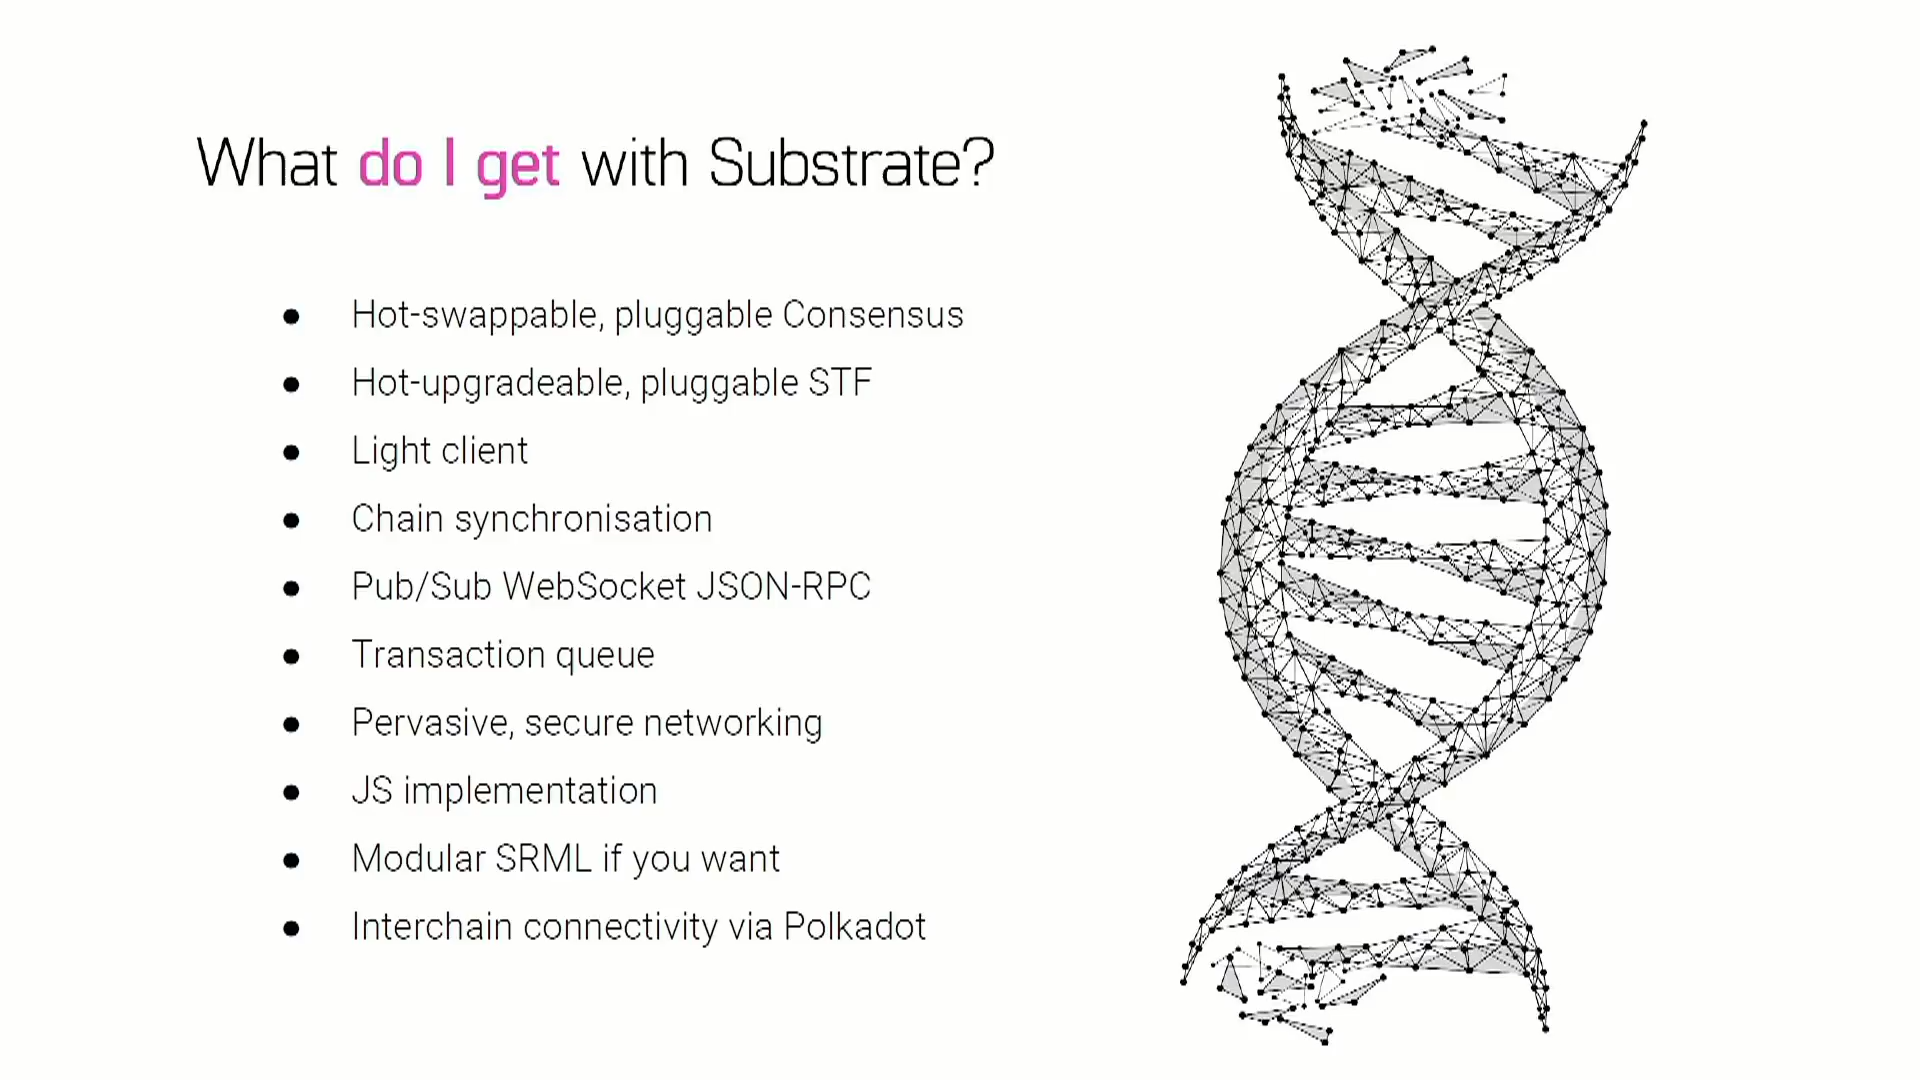 What do I get with Substrate?
● Hot-swappable, pluggable Consensus
● Hot-upgradeable, pluggable STF
● Light client
● Chain synchronisation
● Pub/Sub WebSocket JSON-RPC
● Transaction queue
● Pervasive, secure networking
● JS implementation
● Modular SRML if you want
● Interchain connectivity via Polkadot